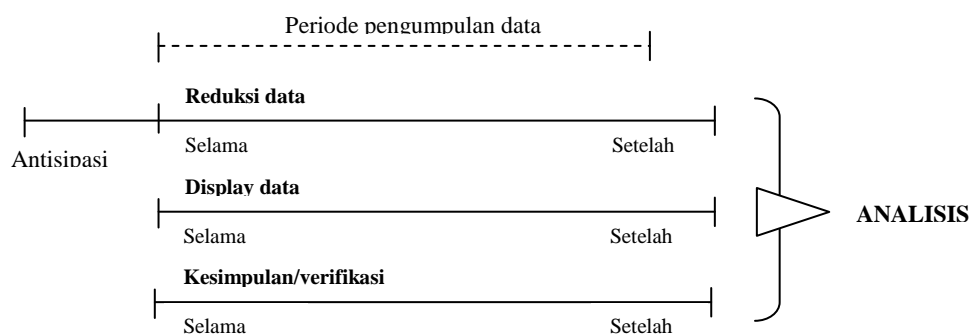 Periode pengumpulan data
Reduksi data
Selama Setelah
Antisipasi
Display data
Selama Setelah
ANALISIS
Kesimpulan/verifikasi
Selama Setelah